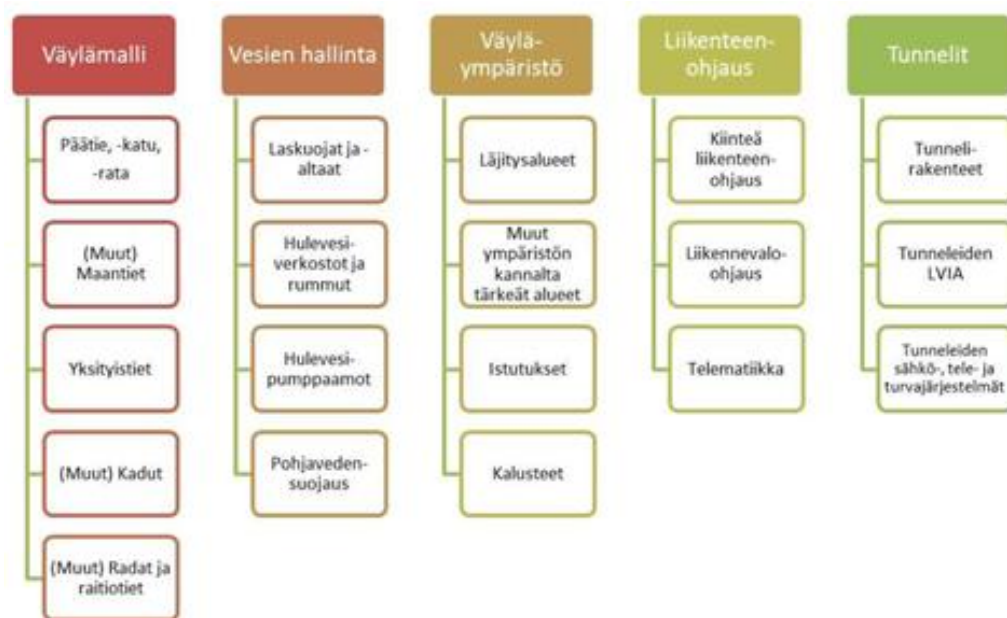 Väylämalli
Päätie, -katu,
-rata
(Muut)
Maantiet
Yksityistiet
(Muut) Kadut
(Muut) Radat ja
raitiotiet
Vesien hallinta
Laskuojat ja -
altaat
Hulevesi-
verkostot ja
rummut
Hulevesi-
pumppaamot
Pohjaveden-
suojaus
Väylä-
ympäristö
Läjitysalueet
Muut
ympäristön
kannalta
tärkeät alueet
Istutukset
Kalusteet
Liikenteen-
ohjaus
Kiinteä
liikenteen-
ohjaus
Liikennevalo-
ohjaus
Telematiikka
Tunnelit
Tunneli-
rakenteet
Tunneleiden
LVIA
Tunneleiden
sähkö-, tele- ja
turvajärjestelmät